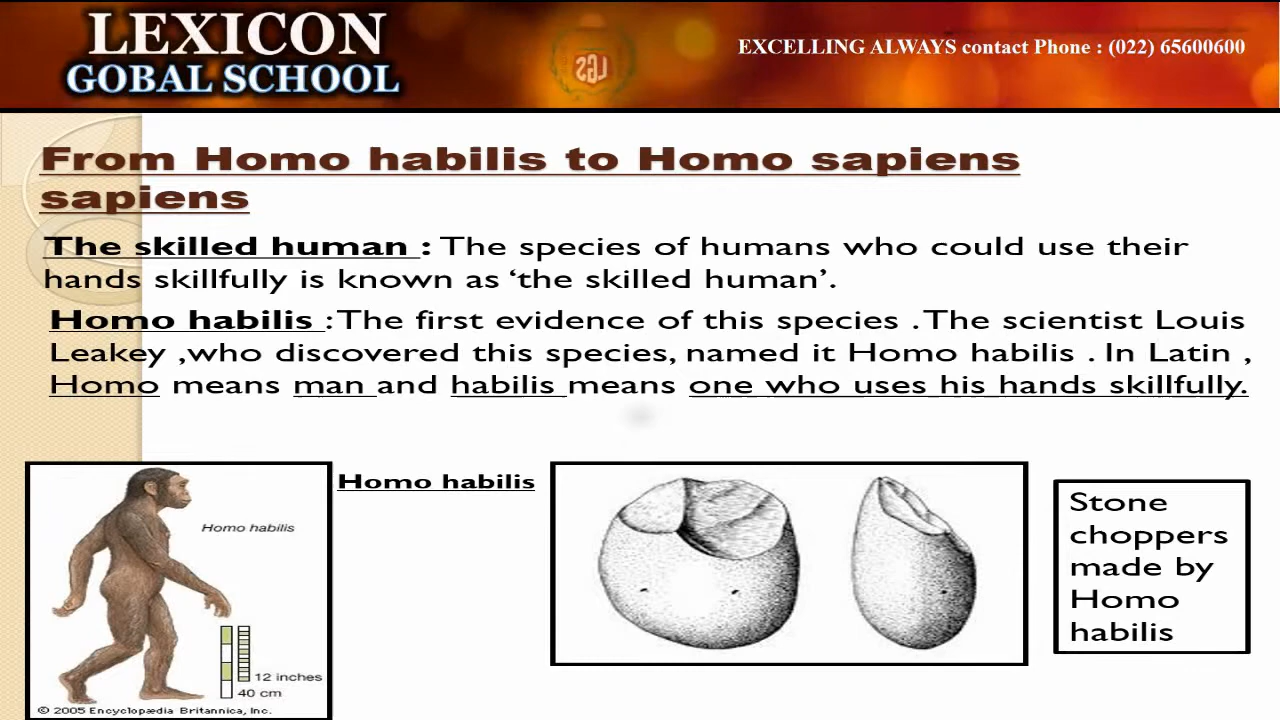 LEXICON
GOBAL SCHOOL
LGS
EXCELLING ALWAYS contact Phone : (022) 65600600
From Homo habilis to Homo sapiens
sapiens
The skilled human : The species of humans who could use their
hands skillfully is known as ‘the skilled human’.
Homo habilis : The first evidence of this species . The scientist Louis
Leakey ,who discovered this species, named it Homo habilis . In Latin ,
Homo means man and habilis means one who uses his hands skillfully.
Homo habilis
Homo habilis
12 inches
40 cm
© 2005 Encyclopædia Britannica, Inc.
Stone
choppers
made by
Homo
habilis